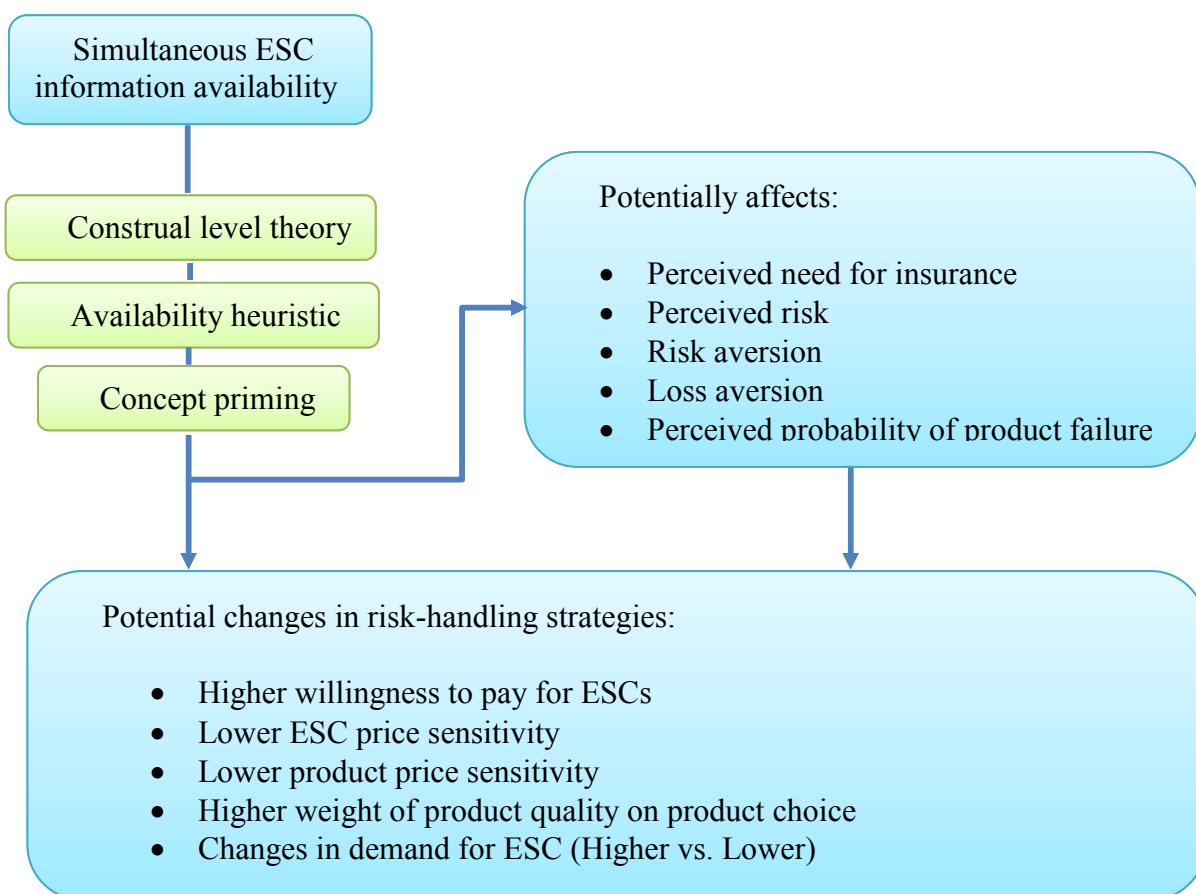 Simultaneous ESC
information availability
Construal level theory
Availability heuristic
Concept priming
Potentially affects:
• Perceived need for insurance
• Perceived risk
• Risk aversion
• Loss aversion
• Perceived probability of product failure
Potential changes in risk-handling strategies:
• Higher willingness to pay for ESCs
• Lower ESC price sensitivity
• Lower product price sensitivity
• Higher weight of product quality on product choice
• Changes in demand for ESC (Higher vs. Lower)